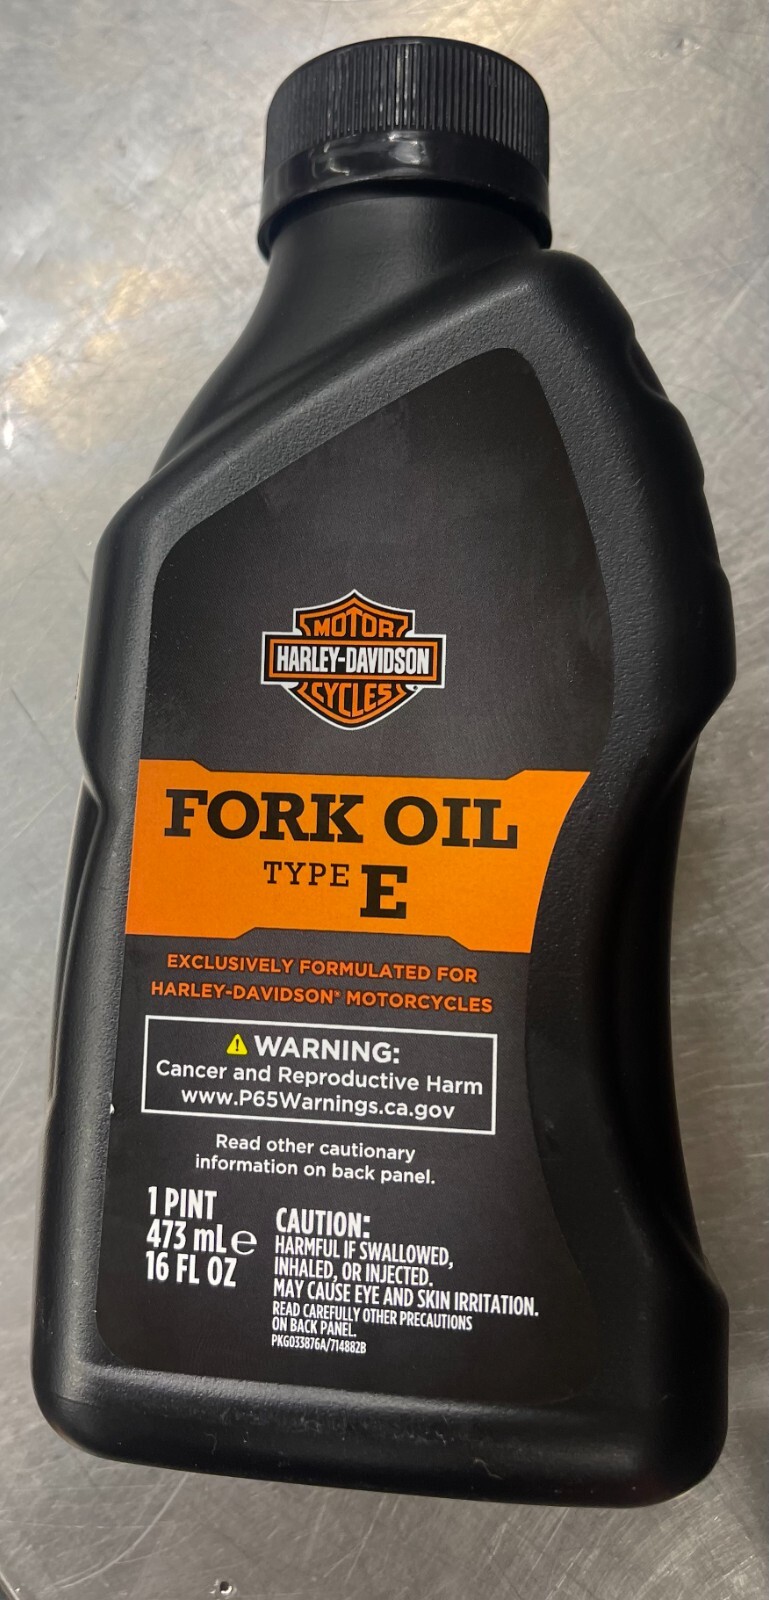 MOTOR
HARLEY-DAVIDSON
CYCLES
FORK OIL
TYPE E
EXCLUSIVELY FORMULATED FOR
HARLEY-DAVIDSON® MOTORCYCLES
WARNING:
Cancer and Reproductive Harm
www.P65Warnings.ca.gov
Read other cautionary
information on back panel.
1 PINT
473 mL e
16 FL OZ
CAUTION:
HARMFUL IF SWALLOWED,
INHALED, OR INJECTED.
MAY CAUSE EYE AND SKIN IRRITATION.
READ CAREFULLY OTHER PRECAUTIONS
ON BACK PANEL.
PKG033876A/714882B